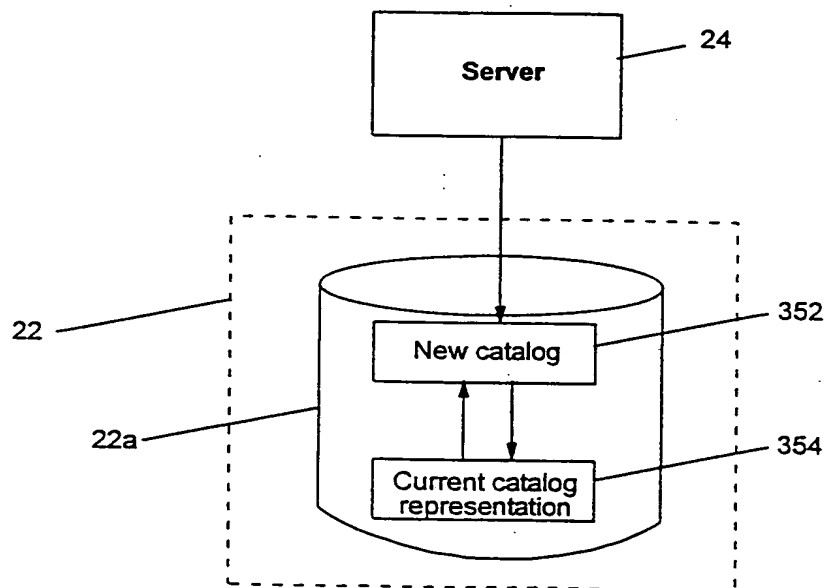 24
Server
22
352
New catalog
22a
354
Current catalog
representation